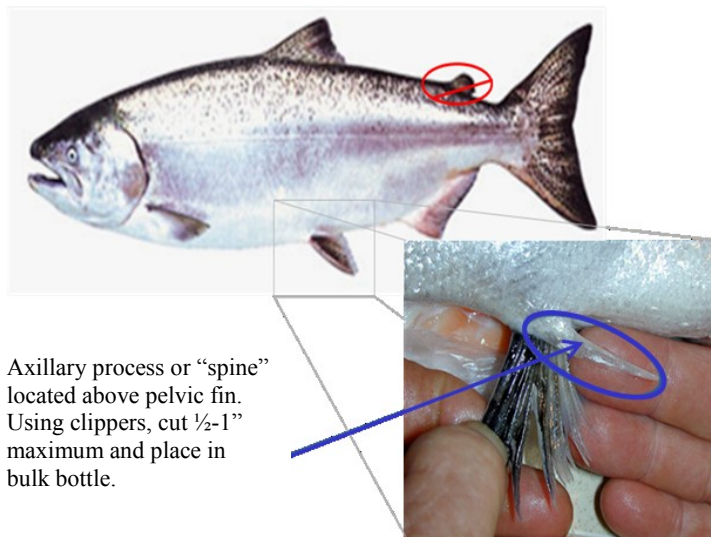 Axillary process or “spine”
located above pelvic fin.
Using clippers, cut ½-1”
maximum and place in
bulk bottle.